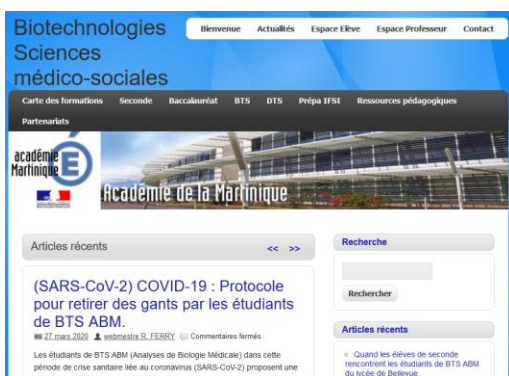 Biotechnologies
Sciences
médico-sociales
Bienvenue Actualités Espace Elève Espace Professeur Contact
Carte des formations Seconde Baccalauréat BTS DTS Prépa IFSI Ressources pédagogiques
Partenariats
académie
Martinique
Académie de la Martinique
Articles récents << >>
(SARS-CoV-2) COVID-19 : Protocole
pour retirer des gants par les étudiants
de BTS ABM.
27 mars 2020 webmestre R. FERRY Commentaires fermés
Les étudiants de BTS ABM (Analyses de Biologie Médicale) dans cette
période de crise sanitaire liée au coronavirus (SARS-CoV-2) proposent une
Recherche
Rechercher
Articles récents
Quand les élèves de seconde
rencontrent les étudiants de BTS ABM
du lycée de Bellevue